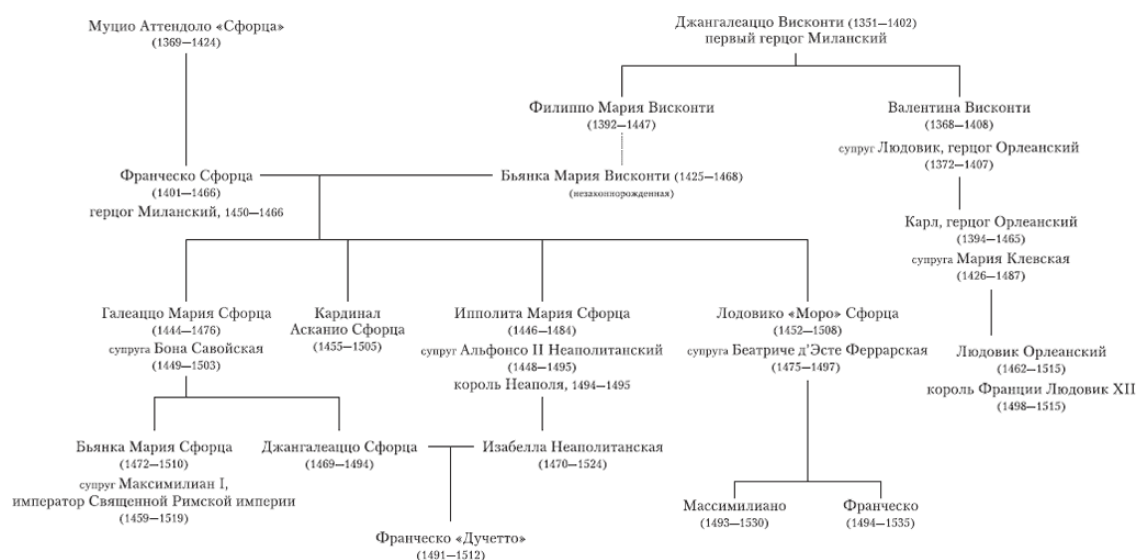 Муцио Аттендоло «Сфорца»
(1369—1424)
Джангалеаццо Висконти (1351—1402)
первый герцог Миланский
Филиппо Мария Висконти
(1392—1447)
Валентина Висконти
(1368—1408)
супруг Людовик, герцог Орлеанский
(1372—1407)
Франческо Сфорца
(1401—1466)
герцог Миланский, 1450—1466
Бьянка Мария Висконти (1425—1468)
(незаконнорожденная)
Карл, герцог Орлеанский
(1394—1465)
супруга Мария Клевская
(1426—1487)
Галеаццо Мария Сфорца
(1444—1476)
супруга Бона Савойская
(1449—1503)
Кардинал
Асканио Сфорца
(1455—1505)
Ипполита Мария Сфорца
(1446—1484)
супруг Альфонсо II Неаполитанский
(1448—1495)
король Неаполя, 1494—1495
Лодовико «Моро» Сфорца
(1452—1508)
супруга Беатриче д'Эсте Феррарская
(1475—1497)
Людовик Орлеанский
(1462—1515)
король Франции Людовик XII
(1498—1515)
Бьянка Мария Сфорца
(1472—1510)
супруг Максимилиан I,
император Священной Римской империи
(1459—1519)
Джангалеаццо Сфорца
(1469—1494)
Изабелла Неаполитанская
(1470—1524)
Франческо «Дучетто»
(1491—1512)
Массимилиано
(1493—1530)
Франческо
(1494—1535)